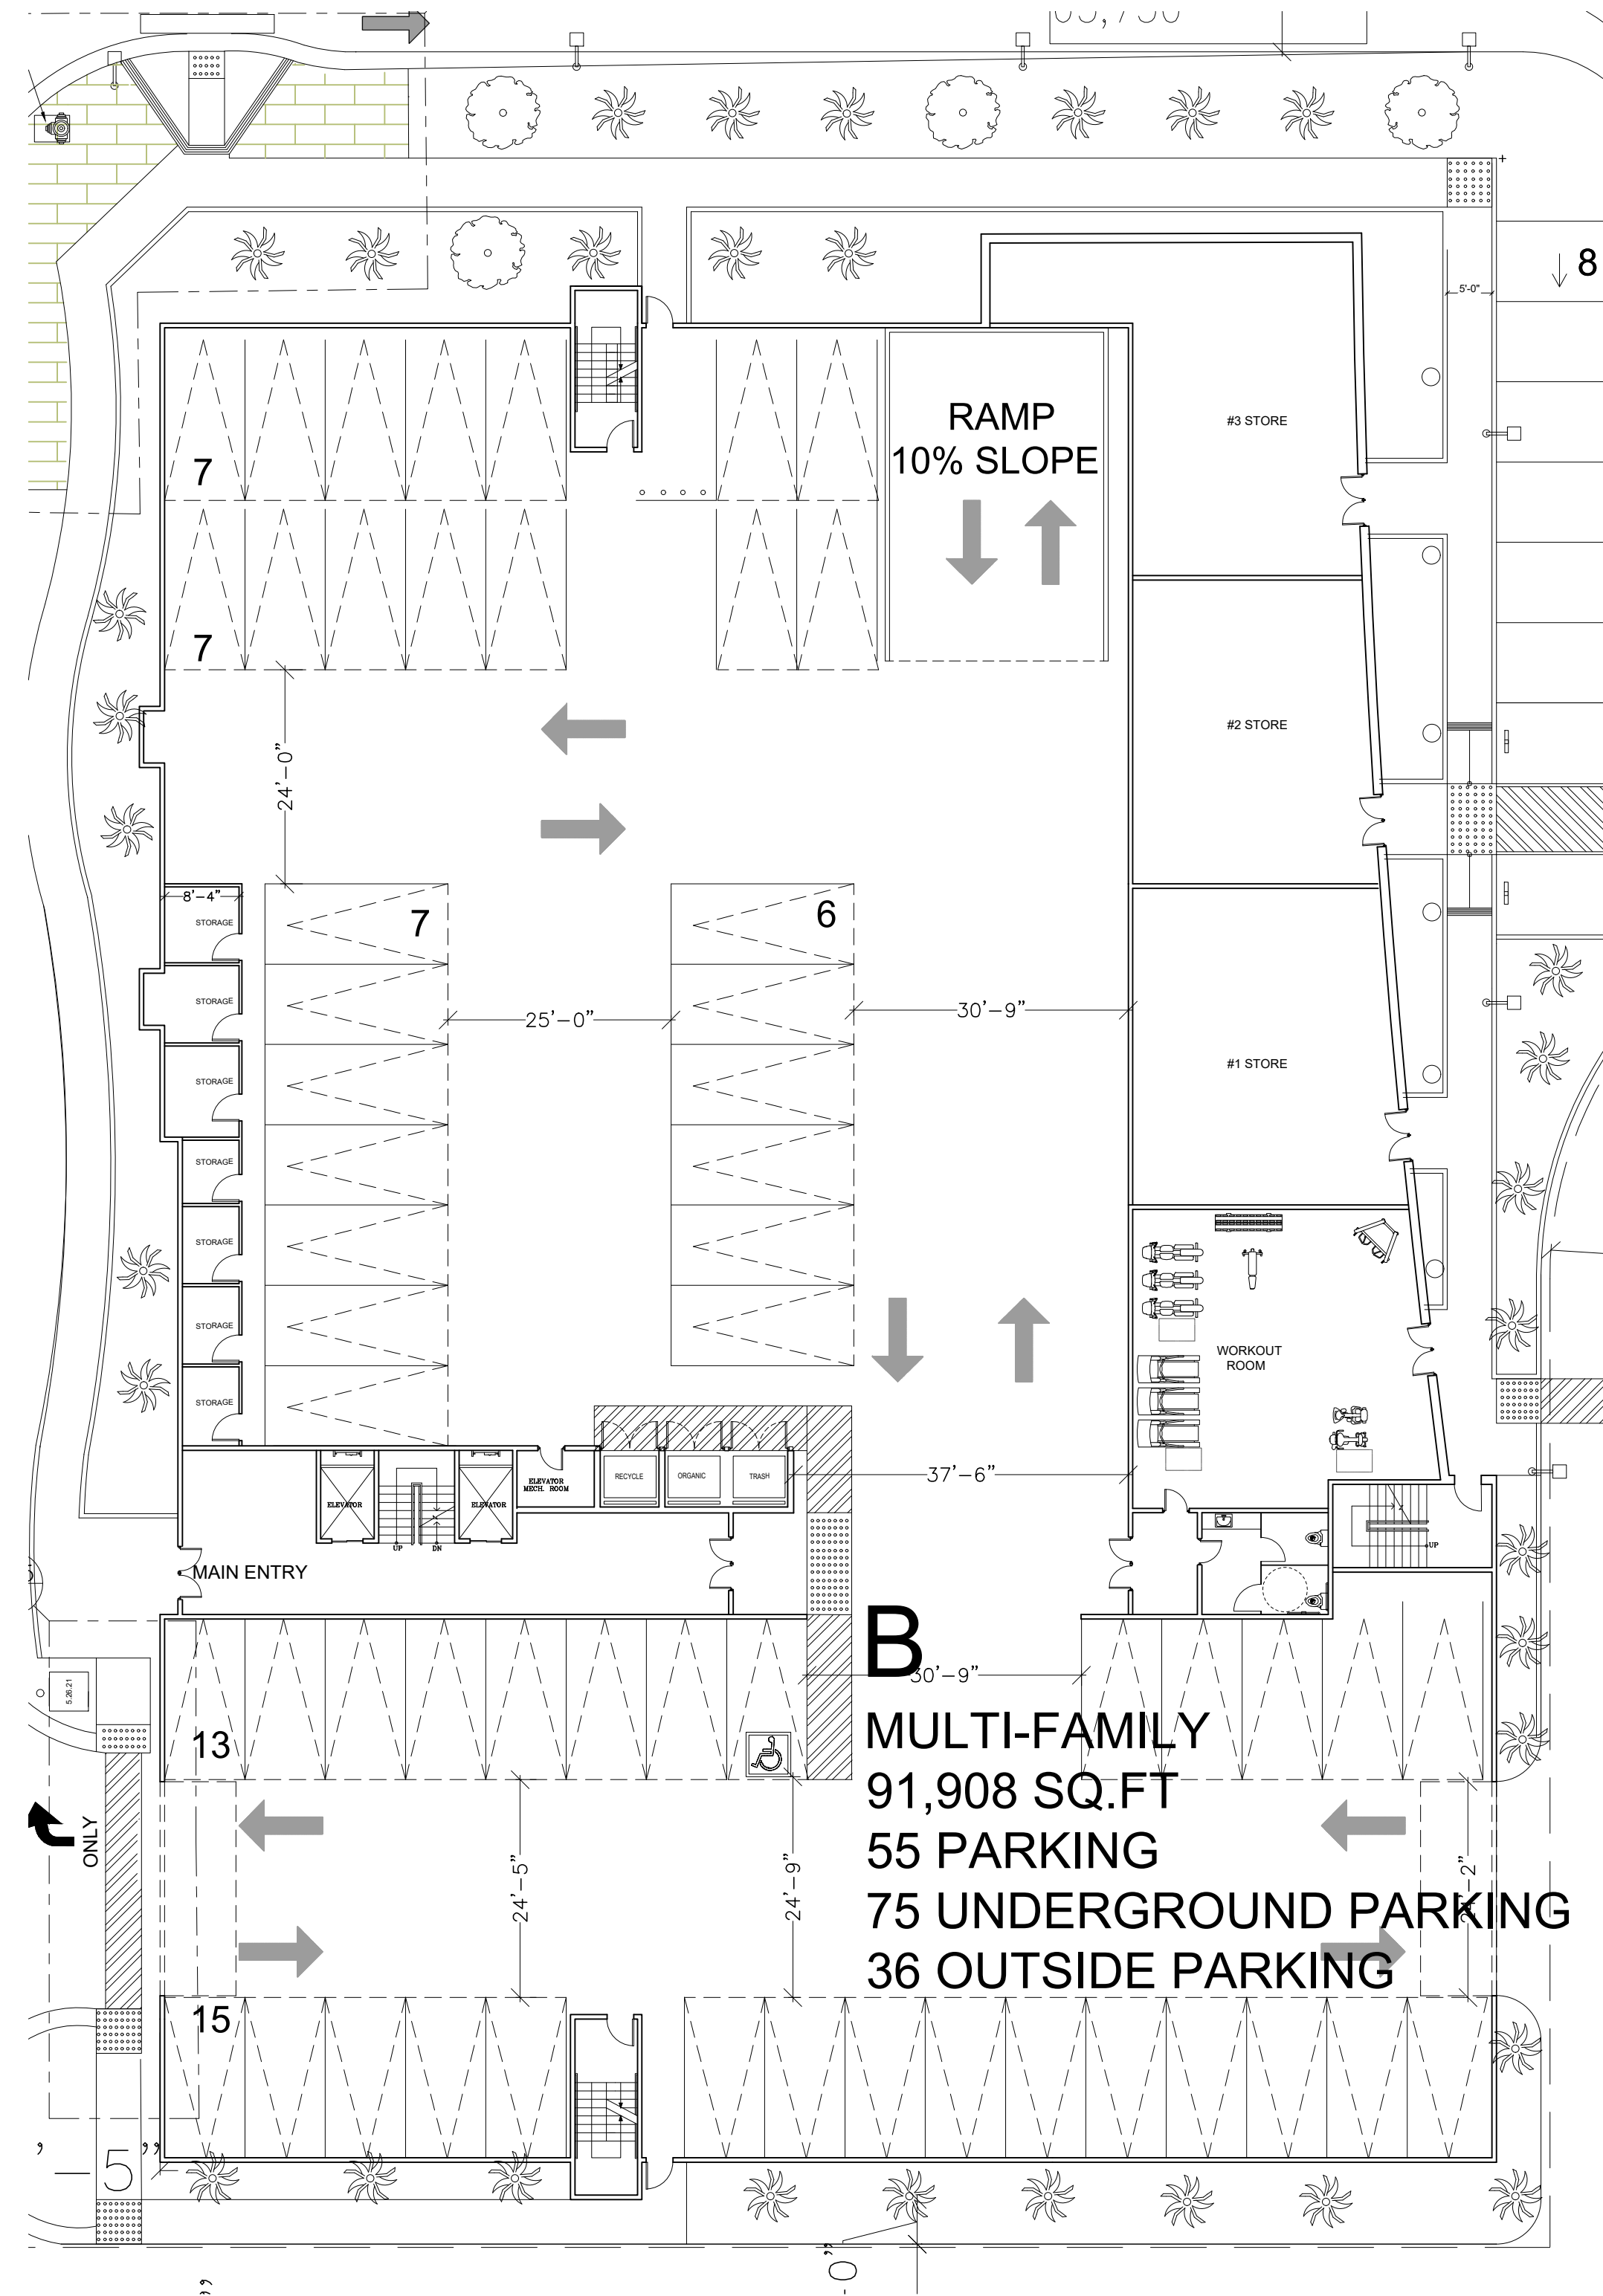 8
5'-0"
RAMP
10% SLOPE
#3 STORE
7
7
24'-0"
#2 STORE
8'-4"
STORAGE
7
6
STORAGE
25'-0"
30'-9"
#1 STORE
STORAGE
STORAGE
STORAGE
STORAGE
STORAGE
WORKOUT
ROOM
ELEVATOR
UP
DN
ELEVATOR
ELEVATOR
MECH. ROOM
RECYCLE
ORGANIC
TRASH
37'-6"
UP
MAIN ENTRY
B
30'-9"
5.26.21
13
MULTI-FAMILY
91,908 SQ.FT
55 PARKING
75 UNDERGROUND PARKING
36 OUTSIDE PARKING
ONLY
24'-5"
24'-9"
15